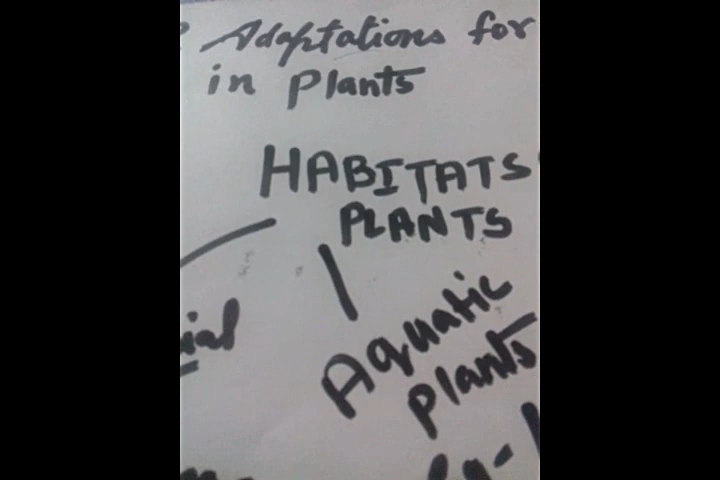 Adaptations for
in Plants
HABITATS
PLANTS
Aquatic
plants